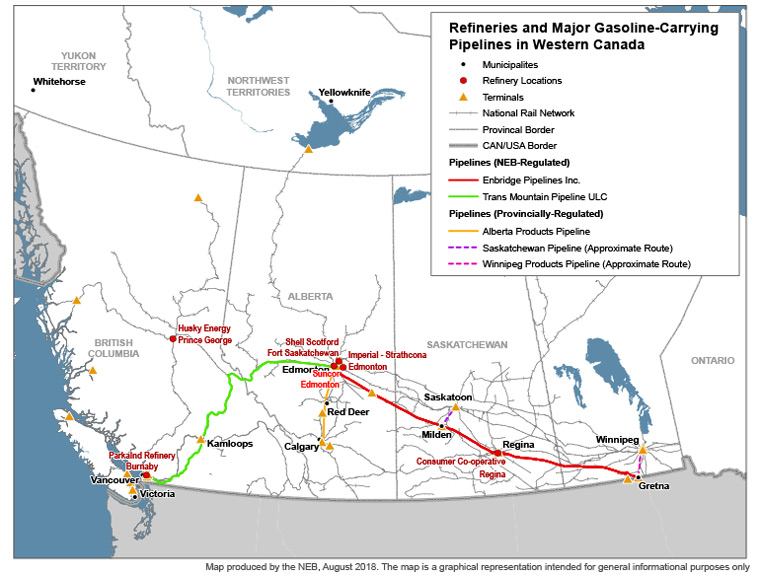 Refineries and Major Gasoline-Carrying
Pipelines in Western Canada
Municipalites
Refinery Locations
Terminals
National Rail Network
Provincal Border
CAN/USA Border
Pipelines (NEB-Regulated)
Enbridge Pipelines Inc.
Trans Mountain Pipeline ULC
Pipelines (Provincially-Regulated)
Alberta Products Pipeline
Saskatchewan Pipeline (Approximate Route)
Winnipeg Products Pipeline (Approximate Route)
YUKON
TERRITORY
Whitehorse
NORTHWEST
TERRITORIES
Yellowknife
ALBERTA
BRITISH
COLUMBIA
Husky Energy
Prince George
Shell Scotford
Fort Saskatchewan
Imperial - Strathcona
Edmonton
Edmonton
Suncor
Edmonton
SASKATCHEWAN
ONTARIO
Red Deer
Saskatoon
Milden
Kamloops
Calgary
Regina
Winnipeg
Consumer Co-operative
Regina
Parkalnd Refinery
Burnaby
Vancouver
Victoria
Gretna
Map produced by the NEB, August 2018. The map is a graphical representation intended for general informational purposes only